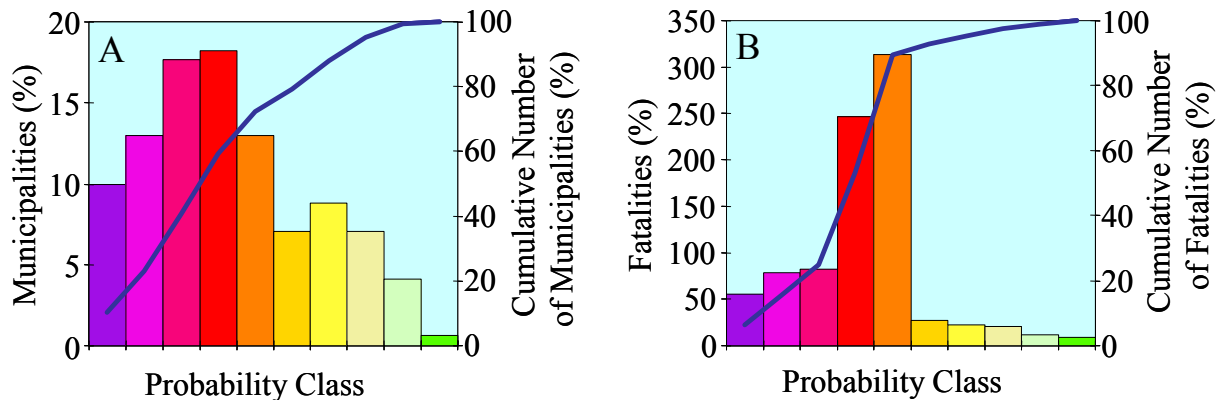 A
Municipalities (%)
20
15
10
5
0
100
80
60
40
20
0
Cumulative Number
of Municipalities (%)
Probability Class
B
Fatalities (%)
350
300
250
200
150
100
50
0
100
80
60
40
20
0
Cumulative Number
of Fatalities (%)
Probability Class